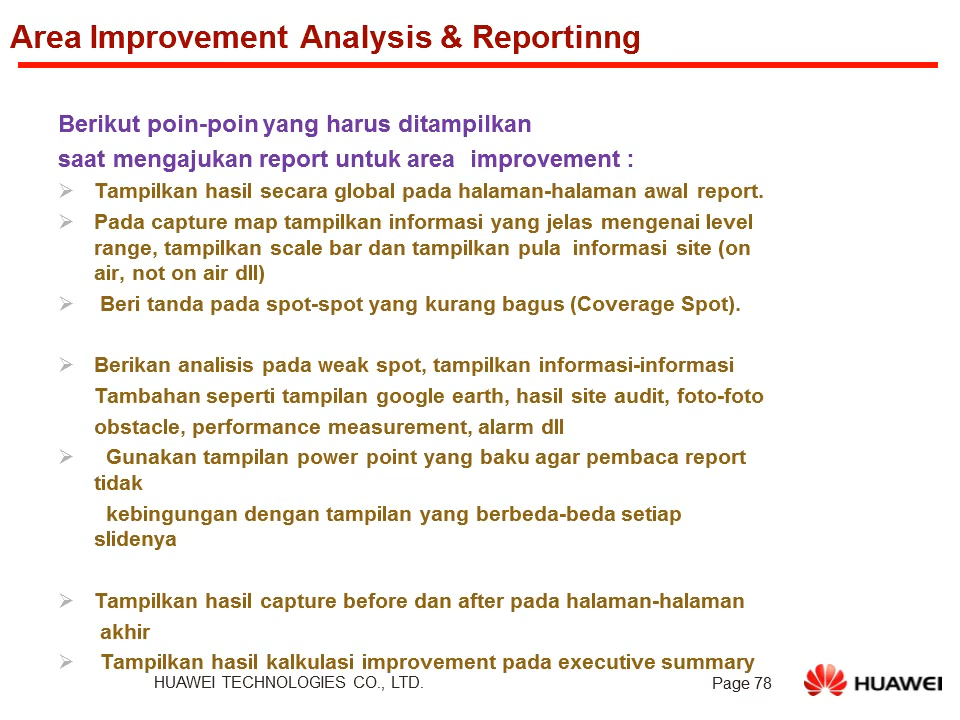 Area Improvement Analysis & Reportinng
Berikut poin-poin yang harus ditampilkan
saat mengajukan report untuk area improvement :
Tampilkan hasil secara global pada halaman-halaman awal report.
Pada capture map tampilkan informasi yang jelas mengenai level
range, tampilkan scale bar dan tampilkan pula informasi site (on
air, not on air dll)
Beri tanda pada spot-spot yang kurang bagus (Coverage Spot).
Berikan analisis pada weak spot, tampilkan informasi-informasi
Tambahan seperti tampilan google earth, hasil site audit, foto-foto
obstacle, performance measurement, alarm dll
Gunakan tampilan power point yang baku agar pembaca report
tidak
kebingungan dengan tampilan yang berbeda-beda setiap
slidenya
Tampilkan hasil capture before dan after pada halaman-halaman
akhir
Tampilkan hasil kalkulasi improvement pada executive summary
HUAWEI TECHNOLOGIES CO., LTD.
Page 78
HUAWEI